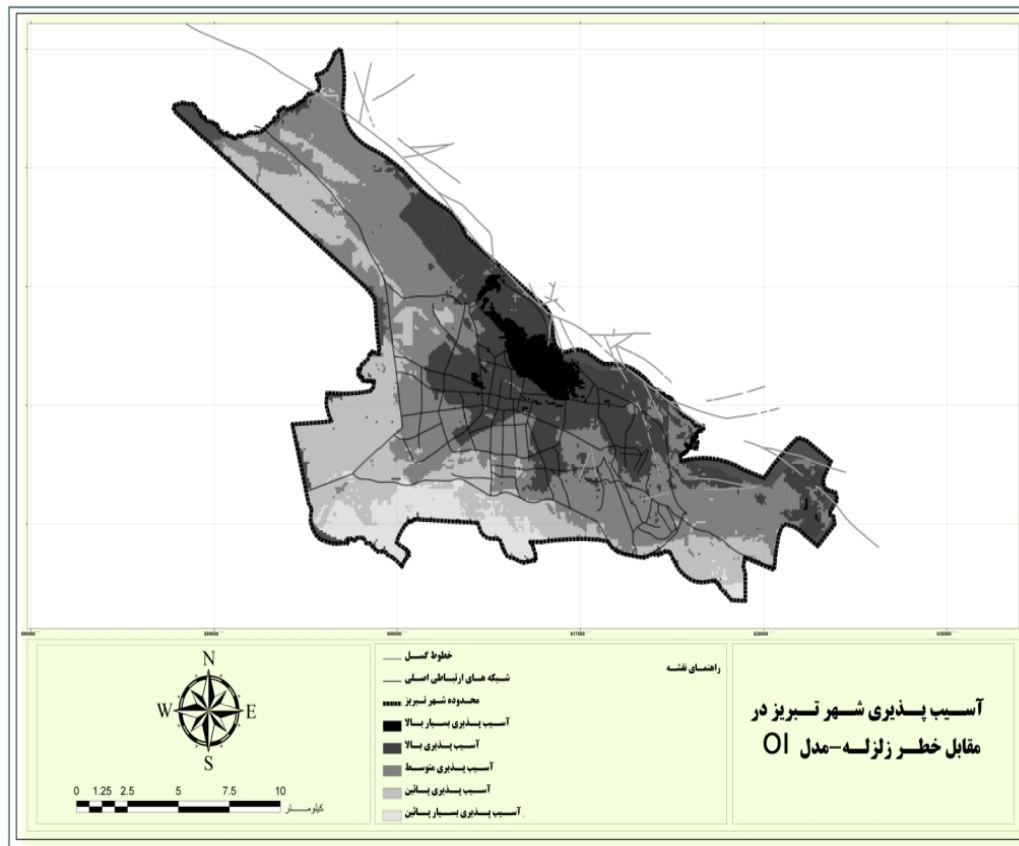 N
W
E
S
0 1.25 2.5 5 7.5 10
کیلومتر
راهنمای نقشه
خطوط گسل
شبکه های ارتباطی اصلی
محدوده شهر تبریز
آسیب پذیری بسیار بالا
آسیب پذیری بالا
آسیب پذیری متوسط
آسیب پذیری پائین
آسیب پذیری بسیار پائین
آسیب پذیری شهر تبریز در
مقابل خطر زلزله-مدل OI